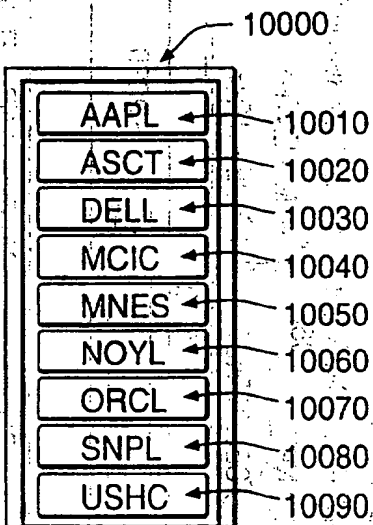 10000
AAPL 10010
ASCT 10020
DELL 10030
MCIC 10040
MNES 10050
NOYL 10060
ORCL 10070
SNPL 10080
USHC 10090